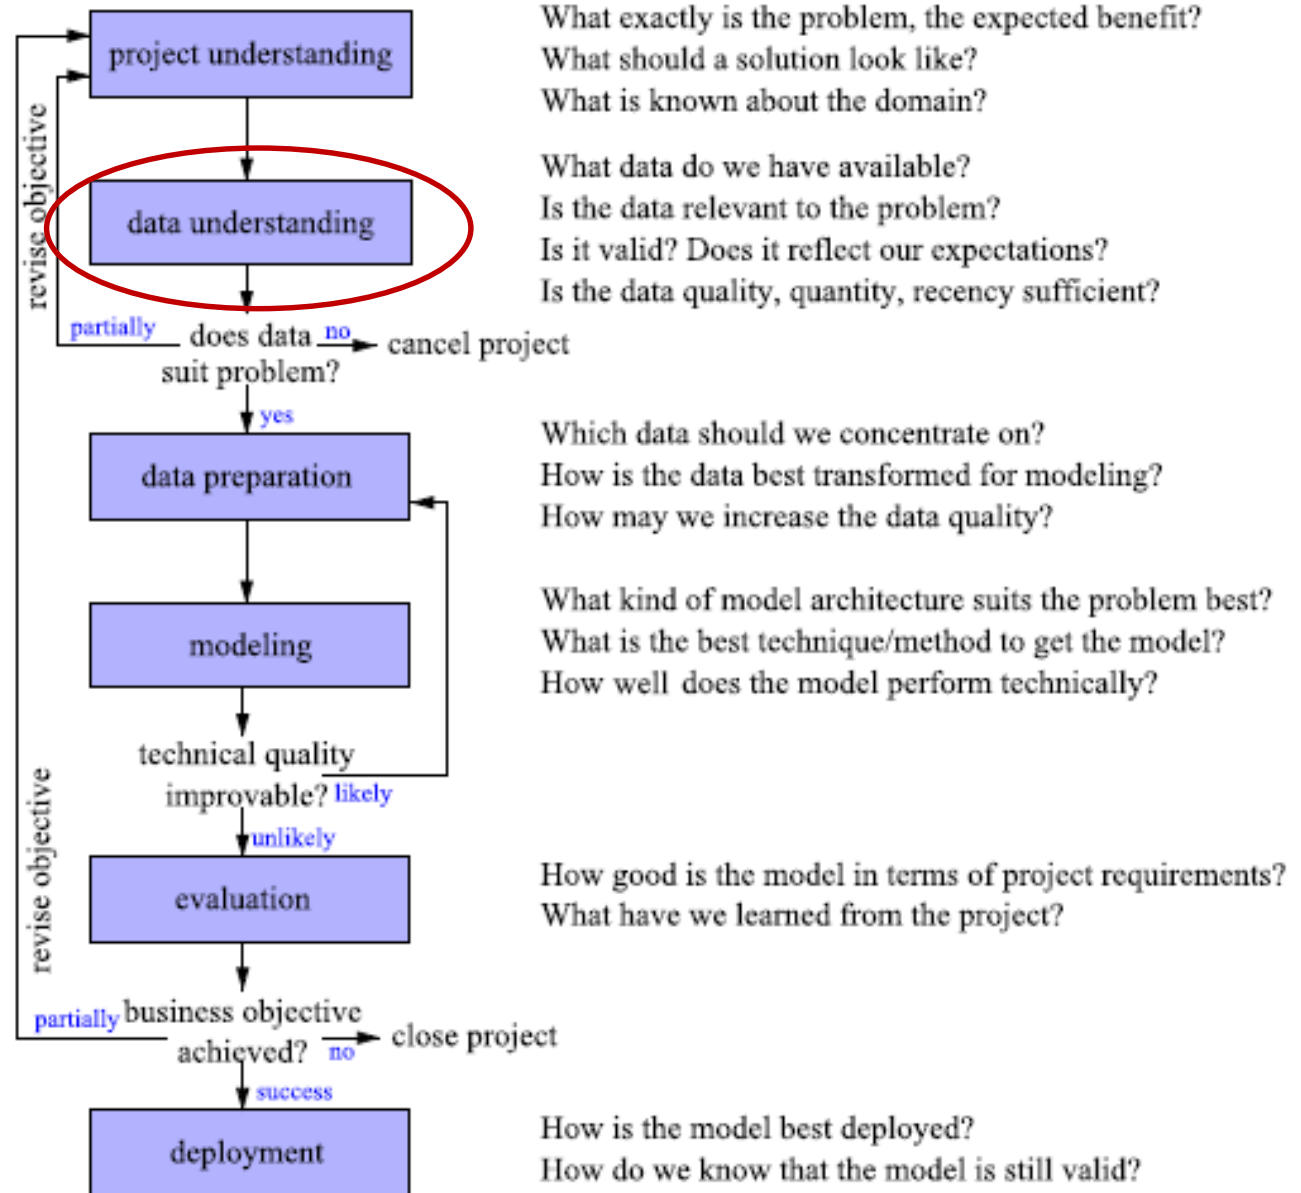 What exactly is the problem, the expected benefit?
project understanding
What should a solution look like?
What is known about the domain?
revise objective
What data do we have available?
data understanding
Is the data relevant to the problem?
Is it valid? Does it reflect our expectations?
Is the data quality, quantity, recency sufficient?
partially does data no cancel project
suit problem?
yes
Which data should we concentrate on?
data preparation
How is the data best transformed for modeling?
How may we increase the data quality?
What kind of model architecture suits the problem best?
modeling
What is the best technique/method to get the model?
How well does the model perform technically?
technical quality
improvable? likely
unlikely
revise objective
How good is the model in terms of project requirements?
evaluation
What have we learned from the project?
partially business objective
achieved? no close project
success
How is the model best deployed?
deployment
How do we know that the model is still valid?